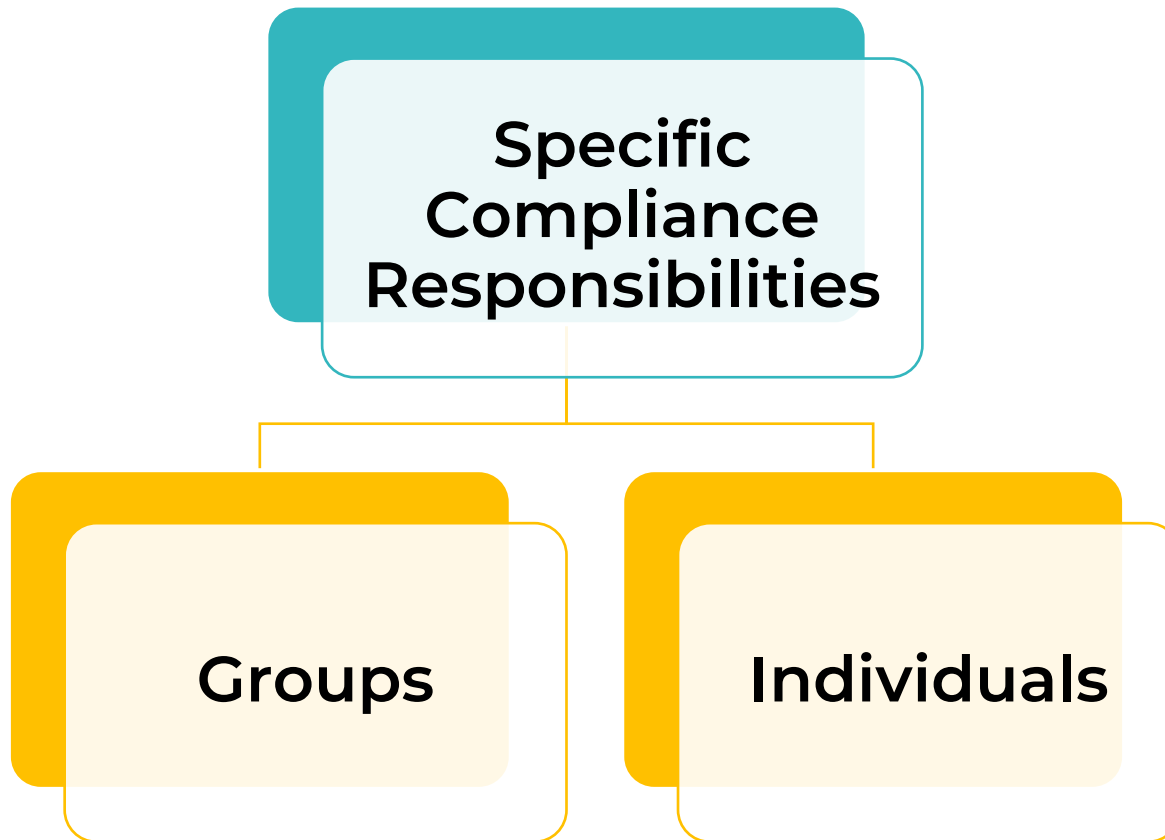 Specific
Compliance
Responsibilities
Groups
Individuals